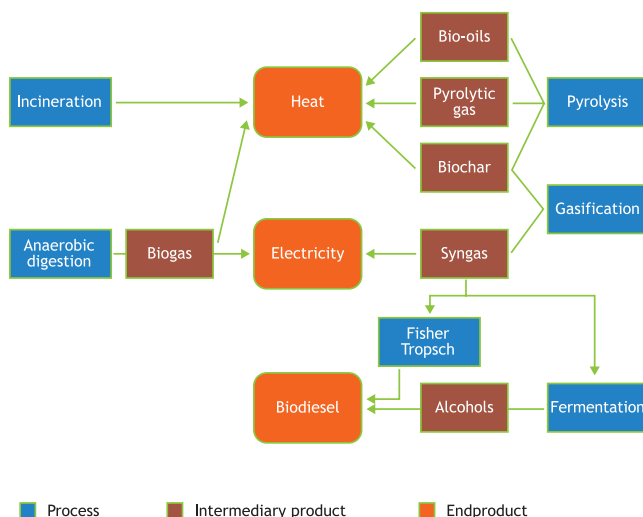 Bio-oils
Incineration
Heat
Pyrolytic
gas
Pyrolysis
Biochar
Gasification
Anaerobic
digestion
Biogas
Electricity
Syngas
Fisher
Tropsch
Biodiesel
Alcohols
Fermentation
Process
Intermediary product
Endproduct